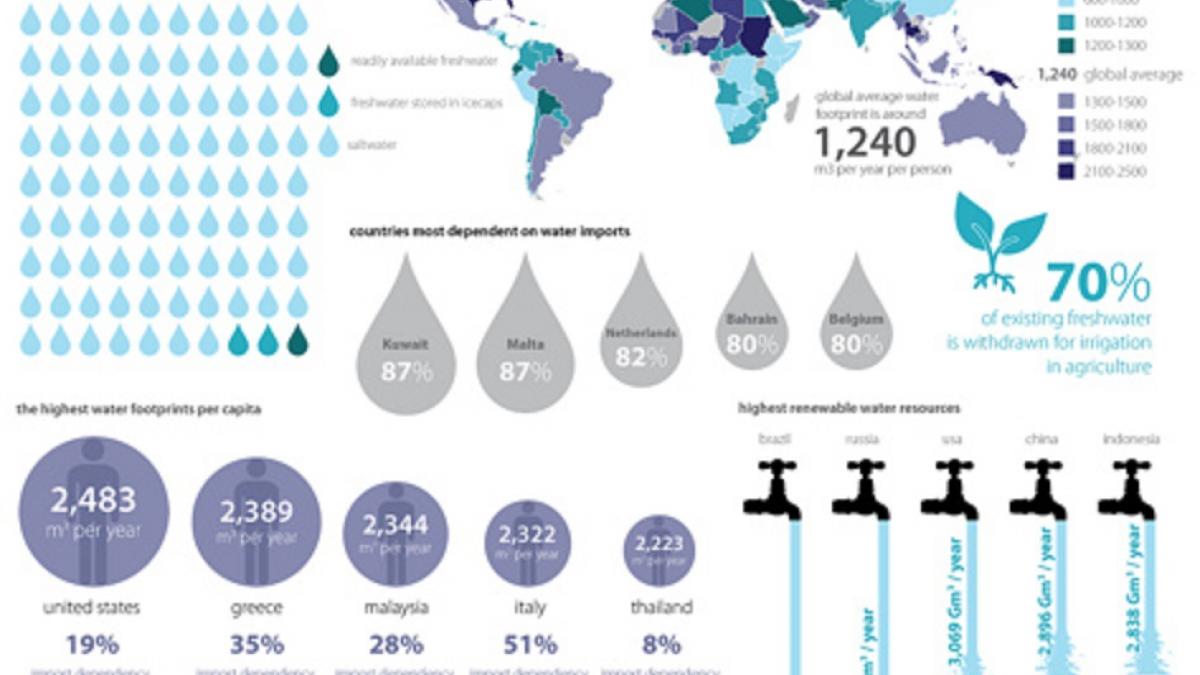 600-1000
1000-1200
1200-1300
1,240 global average
1300-1500
1500-1800
1800-2100
2100-2500
readily available freshwater
freshwater stored in icecaps
saltwater
global average water
footprint is around
1,240
m3 per year per person
countries most dependent on water imports
Kuwait
87%
Malta
87%
Netherlands
82%
Bahrain
80%
Belgium
80%
70%
of existing freshwater
is withdrawn for irrigation
in agriculture
the highest water footprints per capita
2,483
m³ per year
united states
19%
import dependency
2,389
m³ per year
greece
35%
import dependency
2,344
m³ per year
malaysia
28%
import dependency
2,322
m³ per year
italy
51%
import dependency
2,223
m³ per year
thailand
8%
import dependency
highest renewable water resources
brazil
russia
usa
china
indonesia
m³ / year
3,069 Gm³ / year
2,896 Gm³ / year
2,838 Gm³ / year